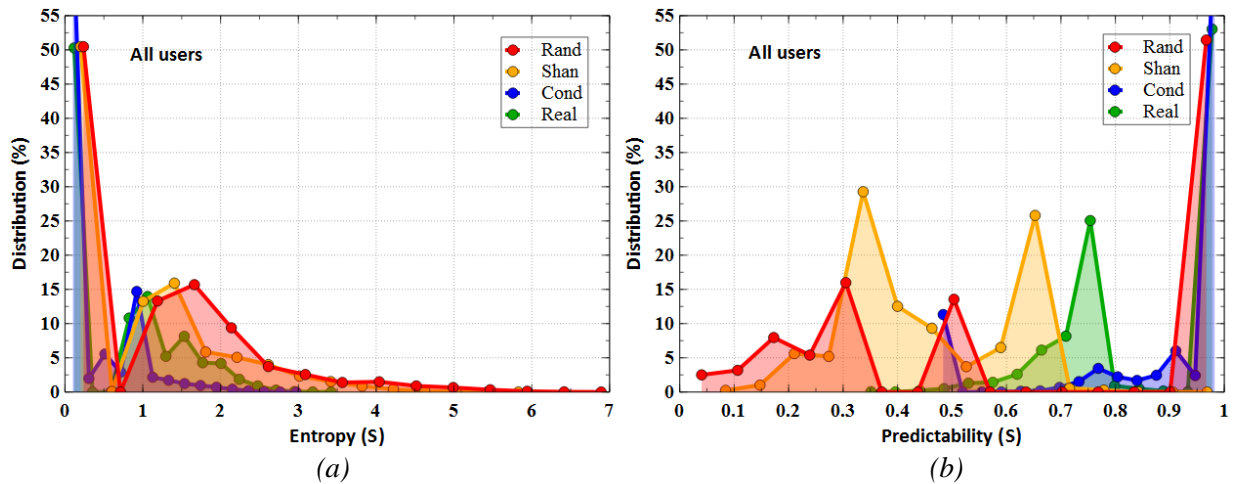 55
50
45
40
35
30
25
20
15
10
5
0
Distribution (%)
All users
Rand
Shan
Cond
Real
0 1 2 3 4 5 6 7
Entropy (S)
(a)
55
50
45
40
35
30
25
20
15
10
5
0
Distribution (%)
All users
Rand
Shan
Cond
Real
0 0.1 0.2 0.3 0.4 0.5 0.6 0.7 0.8 0.9 1
Predictability (S)
(b)